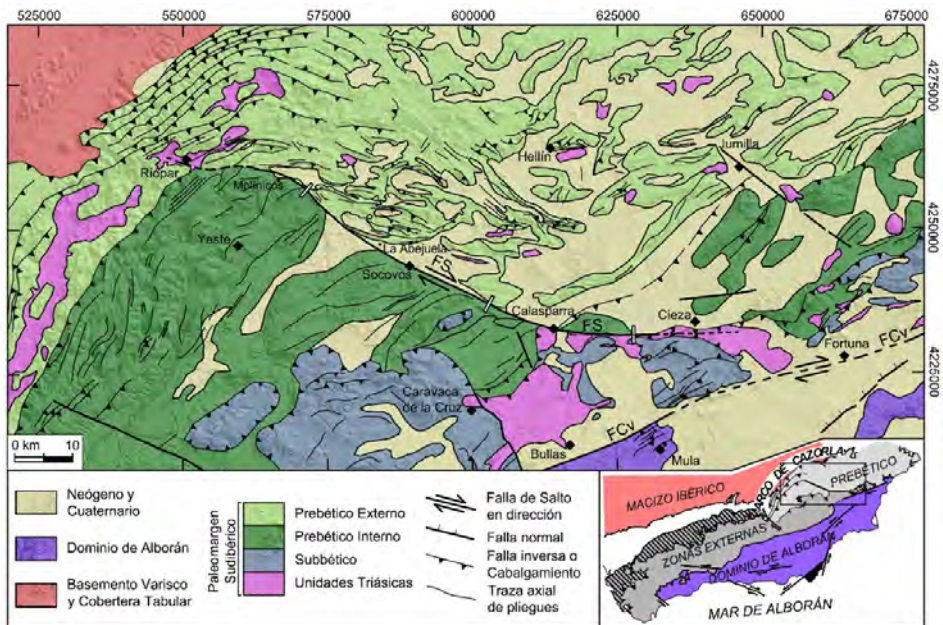 525000 550000 575000 600000 625000 650000 675000
4275000
Hellín
Jumilla
Riópar
Molinicos
4250000
Yeste
La Abejuela
FS
Socovos
Calasparra
Cieza
FS
Fortuna
FCv
4225000
Caravaca
de la Cruz
0 km 10
FCv
Bullas
Mula
Neógeno y
Cuaternario
Dominio de Alborán
Basamento Varisco
y Cobertera Tabular
Paleomargen
Sudibérico
Prebético Externo
Prebético Interno
Subbético
Unidades Triásicas
Falla de Salto
en dirección
Falla normal
Falla inversa o
Cabalgamiento
Traza axial
de pliegues
MACIZO IBÉRICO
ARCO DE CAZORLA
PREBÉTICO
ZONAS EXTERNAS
DOMINIO DE ALBORÁN
MAR DE ALBORÁN